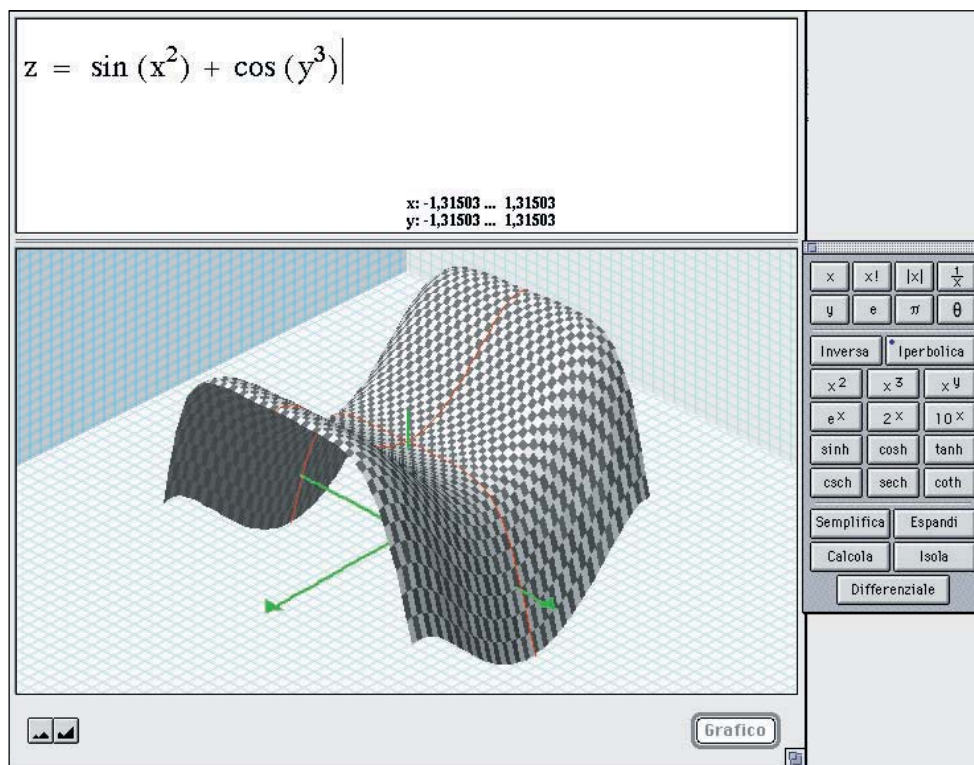 z = sin (x²) + cos (y³)
x: -1,31503 ... 1,31503
y: -1,31503 ... 1,31503
x x! |x| 1/x
y e π θ
Inversa Iperbolica
x² x³ xʸ
eˣ 2ˣ 10ˣ
sinh cosh tanh
csch sech coth
Semplifica Espandi
Calcola Isola
Differenziale
Grafico